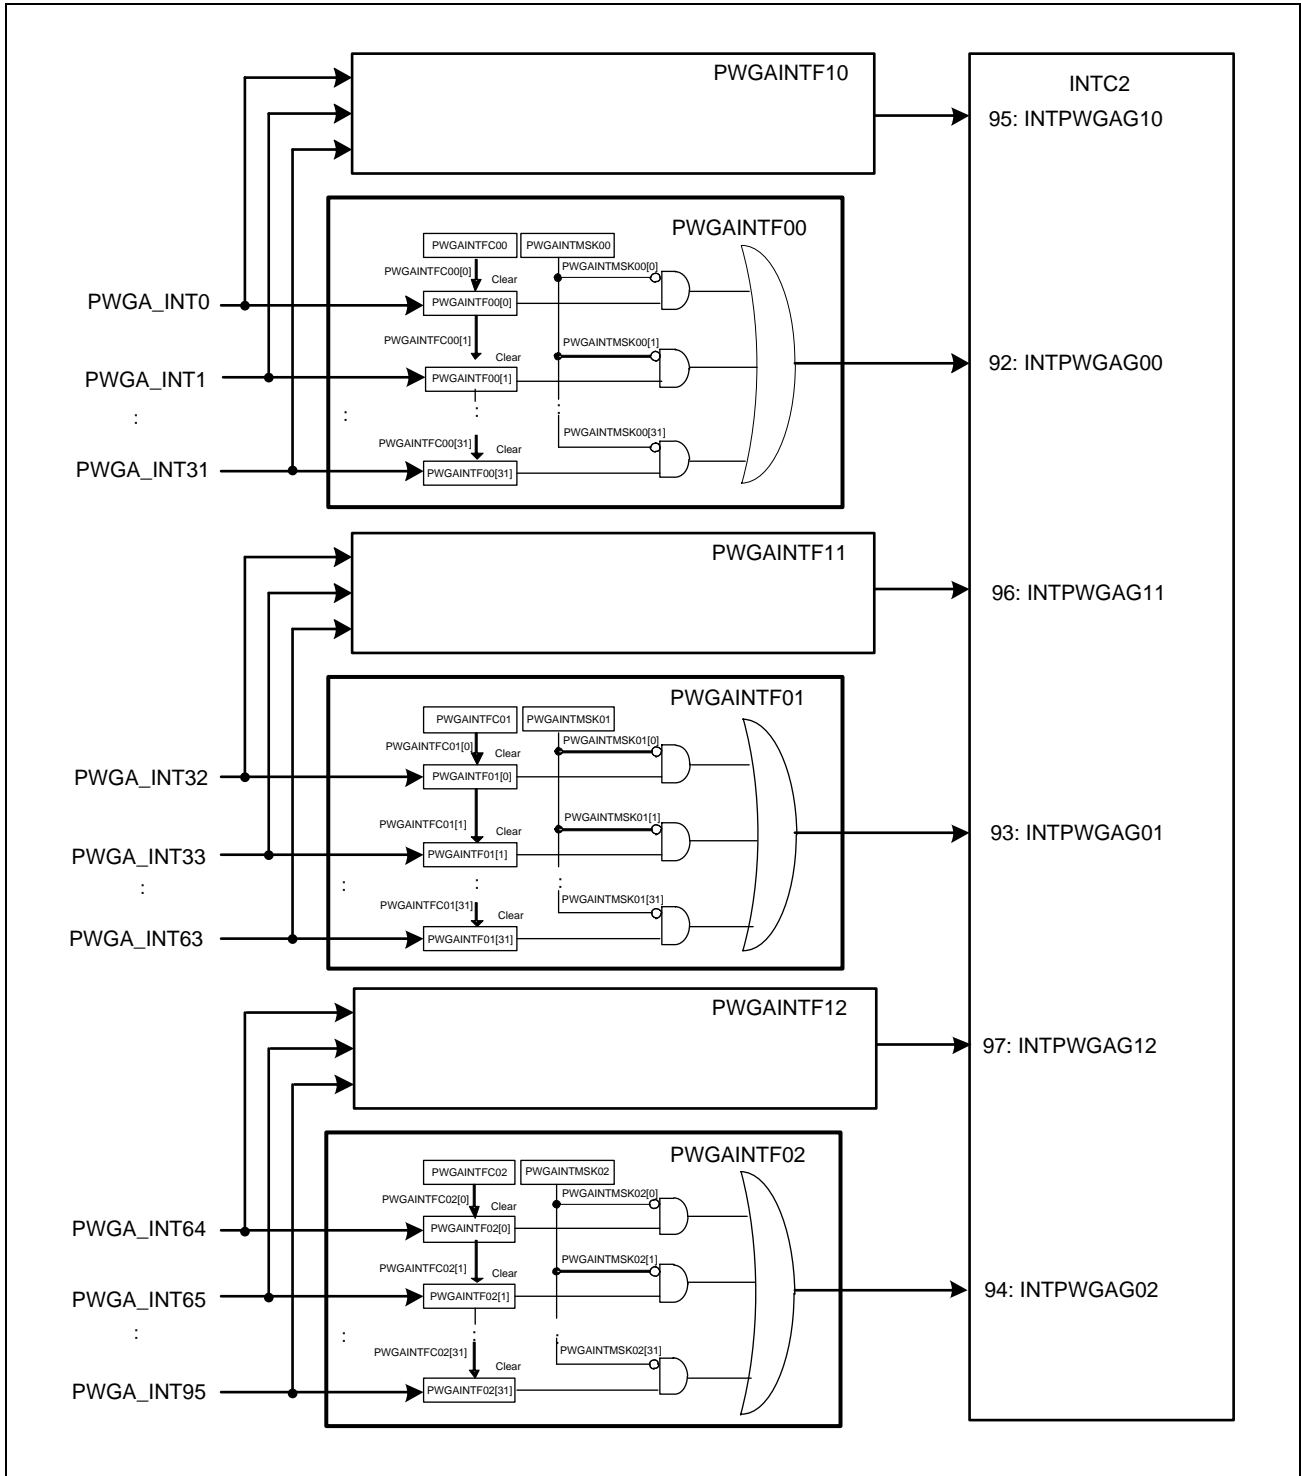 PWGAINTF10
INTC2
95: INTPWGAG10
PWGAINTF00
PWGAINTFC00
PWGAINTMSK00
PWGAINTFC00[0]
Clear
PWGAINTMSK00[0]
PWGA_INT0
PWGAINTF00[0]
PWGAINTFC00[1]
Clear
PWGAINTMSK00[1]
92: INTPWGAG00
PWGA_INT1
PWGAINTF00[1]
:
:
:
:
PWGAINTFC00[31]
Clear
PWGAINTMSK00[31]
PWGA_INT31
PWGAINTF00[31]
PWGAINTF11
96: INTPWGAG11
PWGAINTF01
PWGAINTFC01
PWGAINTMSK01
PWGAINTFC01[0]
Clear
PWGAINTMSK01[0]
PWGA_INT32
PWGAINTF01[0]
PWGAINTFC01[1]
Clear
PWGAINTMSK01[1]
93: INTPWGAG01
PWGA_INT33
PWGAINTF01[1]
:
:
:
:
PWGAINTFC01[31]
Clear
PWGAINTMSK01[31]
PWGA_INT63
PWGAINTF01[31]
PWGAINTF12
97: INTPWGAG12
PWGAINTF02
PWGAINTFC02
PWGAINTMSK02
PWGAINTFC02[0]
Clear
PWGAINTMSK02[0]
PWGA_INT64
PWGAINTF02[0]
PWGAINTFC02[1]
Clear
PWGAINTMSK02[1]
94: INTPWGAG02
PWGA_INT65
PWGAINTF02[1]
:
:
:
:
PWGAINTFC02[31]
Clear
PWGAINTMSK02[31]
PWGA_INT95
PWGAINTF02[31]